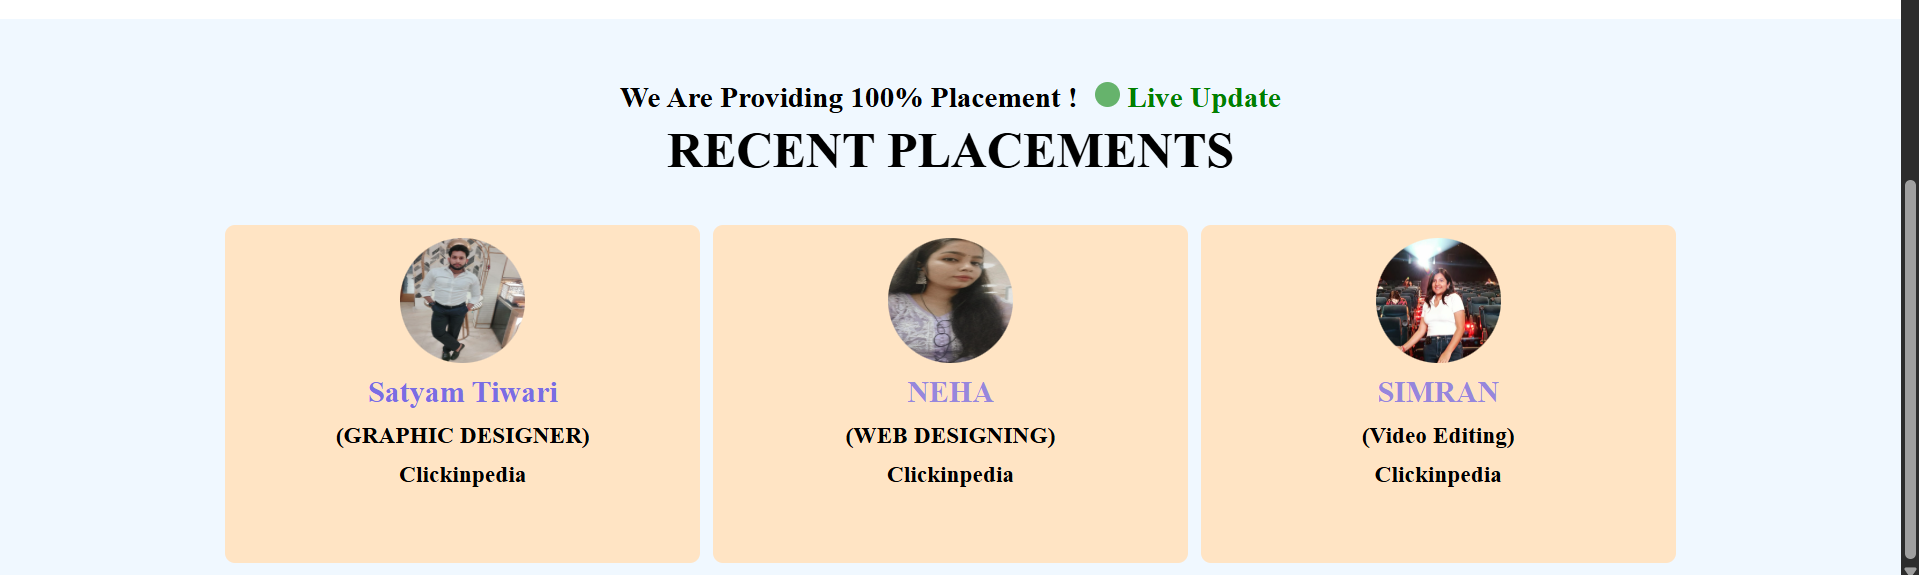 We Are Providing 100% Placement ! Live Update
RECENT PLACEMENTS
Satyam Tiwari
(GRAPHIC DESIGNER)
Clickinpedia
NEHA
(WEB DESIGNING)
Clickinpedia
SIMRAN
(Video Editing)
Clickinpedia